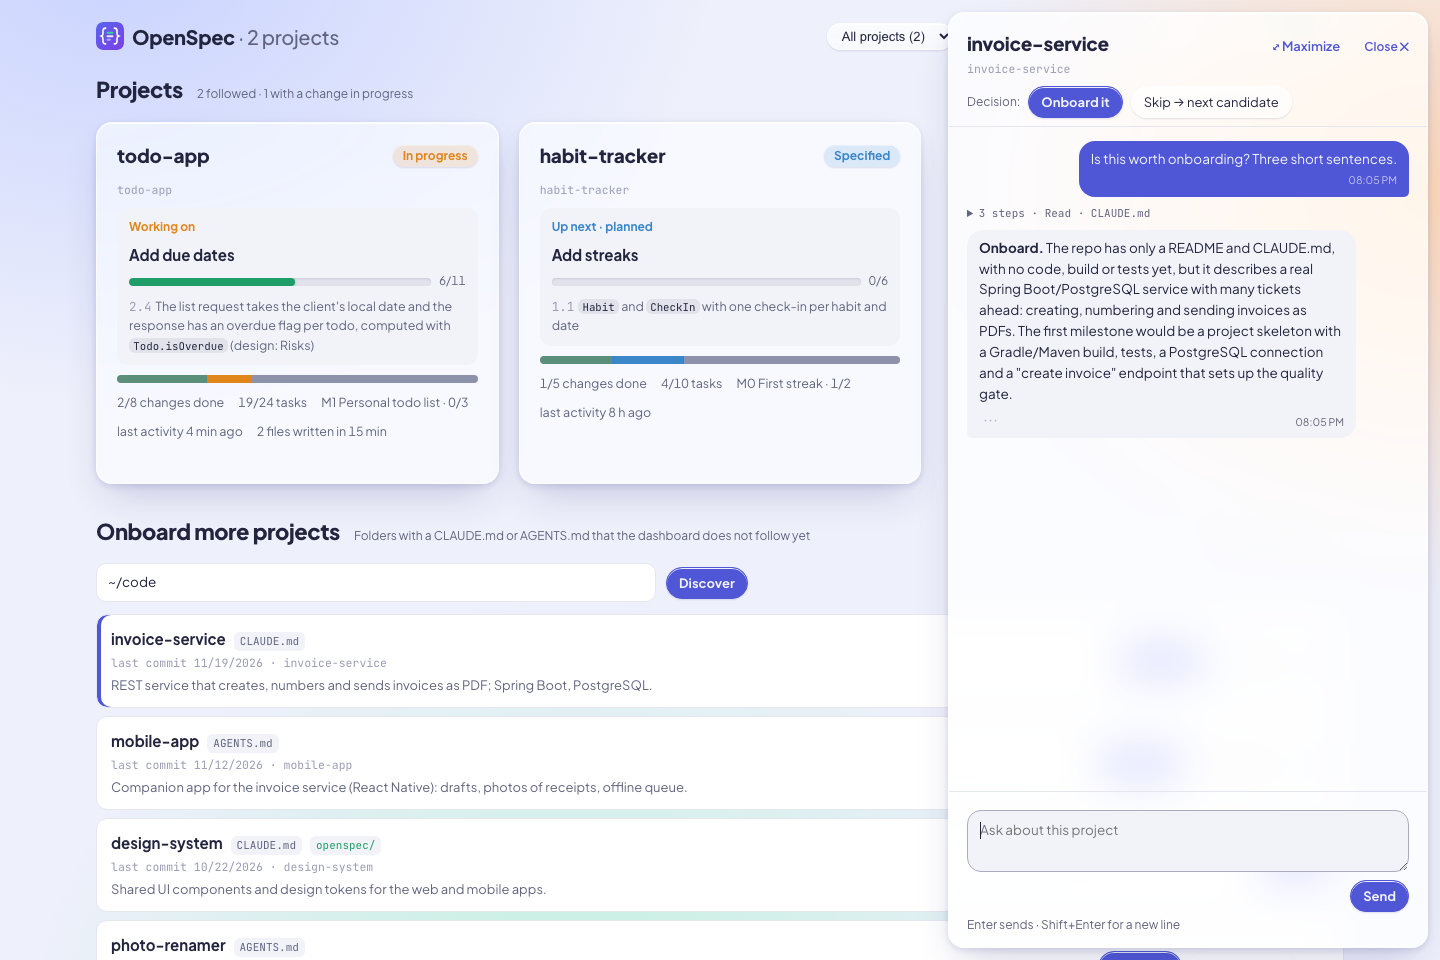 OpenSpec · 2 projects
All projects (2)
Projects
2 followed · 1 with a change in progress
todo-app
In progress
todo-app
Working on
Add due dates
6/11
2.4 The list request takes the client's local date and the
response has an overdue flag per todo, computed with
Todo.isOverdue (design: Risks)
2/8 changes done
19/24 tasks
M1 Personal todo list · 0/3
last activity 4 min ago
2 files written in 15 min
habit-tracker
Specified
habit-tracker
Up next · planned
Add streaks
0/6
1.1 Habit and CheckIn with one check-in per habit and
date
1/5 changes done
4/10 tasks
M0 First streak · 1/2
last activity 8 h ago
Onboard more projects
Folders with a CLAUDE.md or AGENTS.md that the dashboard does not follow yet
~/code
Discover
invoice-service
CLAUDE.md
last commit 11/19/2026 · invoice-service
REST service that creates, numbers and sends invoices as PDF; Spring Boot, PostgreSQL.
mobile-app
AGENTS.md
last commit 11/12/2026 · mobile-app
Companion app for the invoice service (React Native): drafts, photos of receipts, offline queue.
design-system
CLAUDE.md
openspec/
last commit 10/22/2026 · design-system
Shared UI components and design tokens for the web and mobile apps.
photo-renamer
AGENTS.md
invoice-service
Maximize
Close
invoice-service
Decision:
Onboard it
Skip → next candidate
Is this worth onboarding? Three short sentences.
08:05 PM
▶ 3 steps · Read · CLAUDE.md
Onboard. The repo has only a README and CLAUDE.md,
with no code, build or tests yet, but it describes a real
Spring Boot/PostgreSQL service with many tickets
ahead: creating, numbering and sending invoices as
PDFs. The first milestone would be a project skeleton with
a Gradle/Maven build, tests, a PostgreSQL connection
and a "create invoice" endpoint that sets up the quality
gate.
08:05 PM
Ask about this project
Send
Enter sends · Shift+Enter for a new line